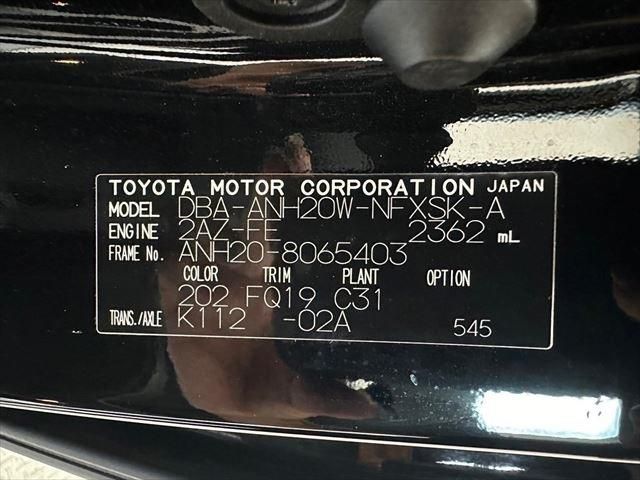 TOYOTA MOTOR CORPORATION JAPAN
MODEL DBA-ANH20W-NFXSK-A
ENGINE 2AZ-FE 2362 mL
FRAME No. ANH20-8065403
COLOR TRIM PLANT OPTION
202 FQ19 C31
TRANS./AXLE K112 -02A 545